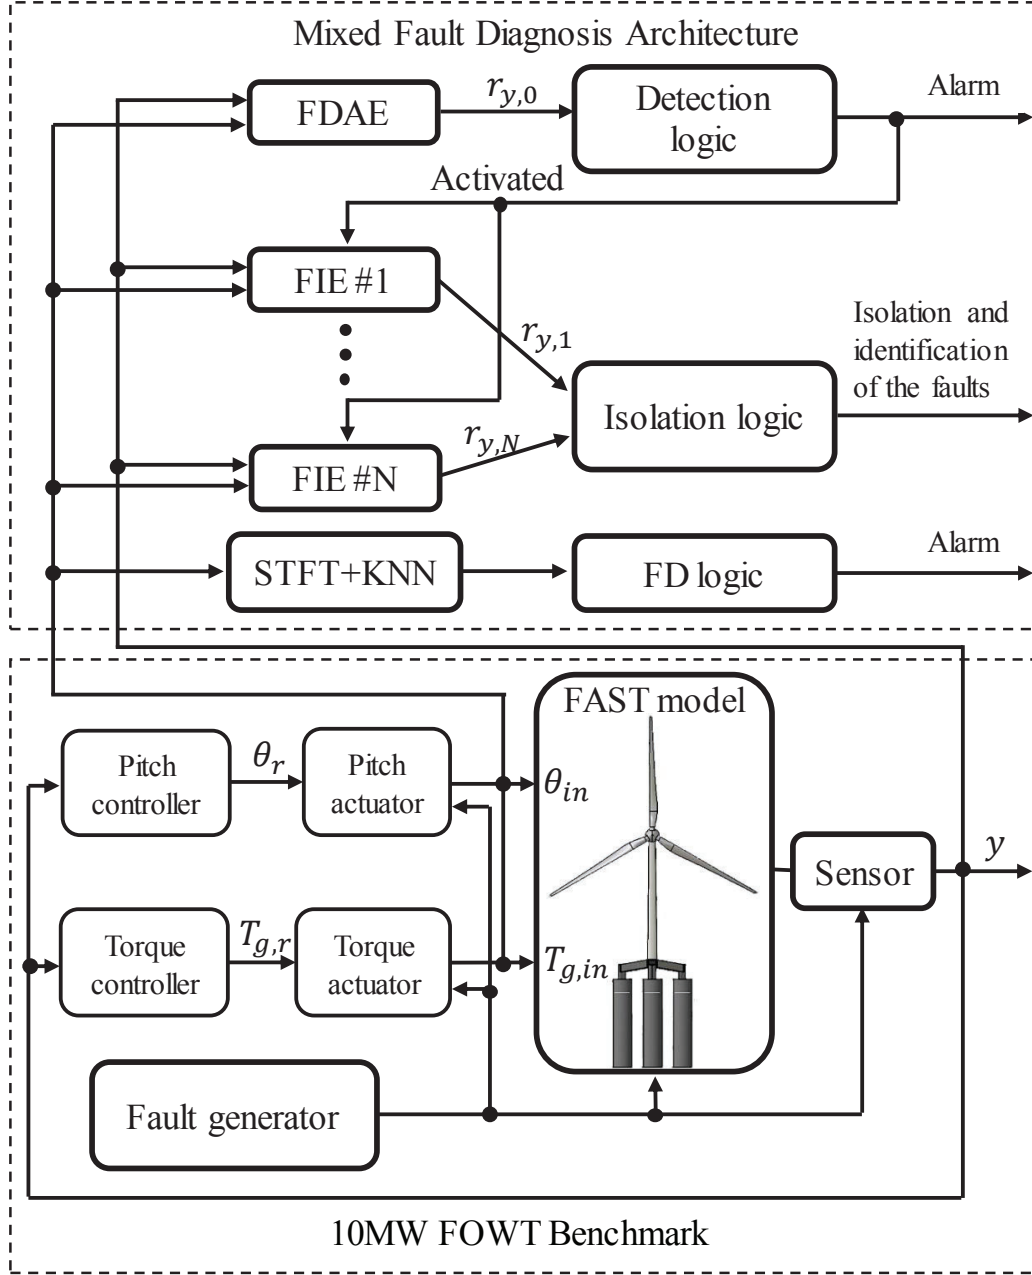 Mixed Fault Diagnosis Architecture
FDAE
r_{y,0}
Detection
logic
Alarm
Activated
FIE #1
r_{y,1}
Isolation and
identification
of the faults
Isolation logic
FIE #N
r_{y,N}
STFT+KNN
FD logic
Alarm
FAST model
Pitch
controller
θ_r
Pitch
actuator
θ_{in}
Sensor
y
Torque
controller
T_{g,r}
Torque
actuator
T_{g,in}
Fault generator
10MW FOWT Benchmark